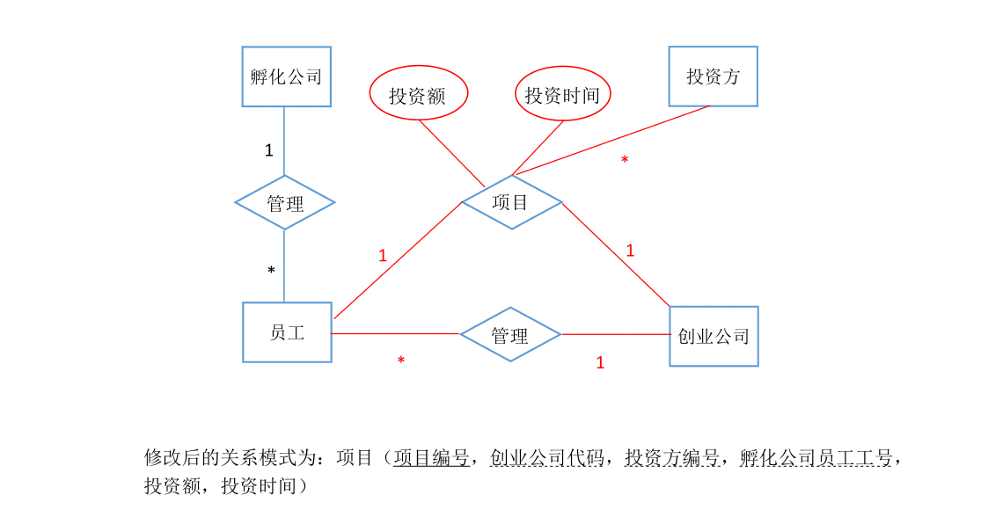 孵化公司
投资额
投资时间
投资方
1
*
管理
项目
1
1
*
员工
管理
创业公司
*
1
修改后的关系模式为：项目（项目编号，创业公司代码，投资方编号，孵化公司员工工号，
投资额，投资时间）